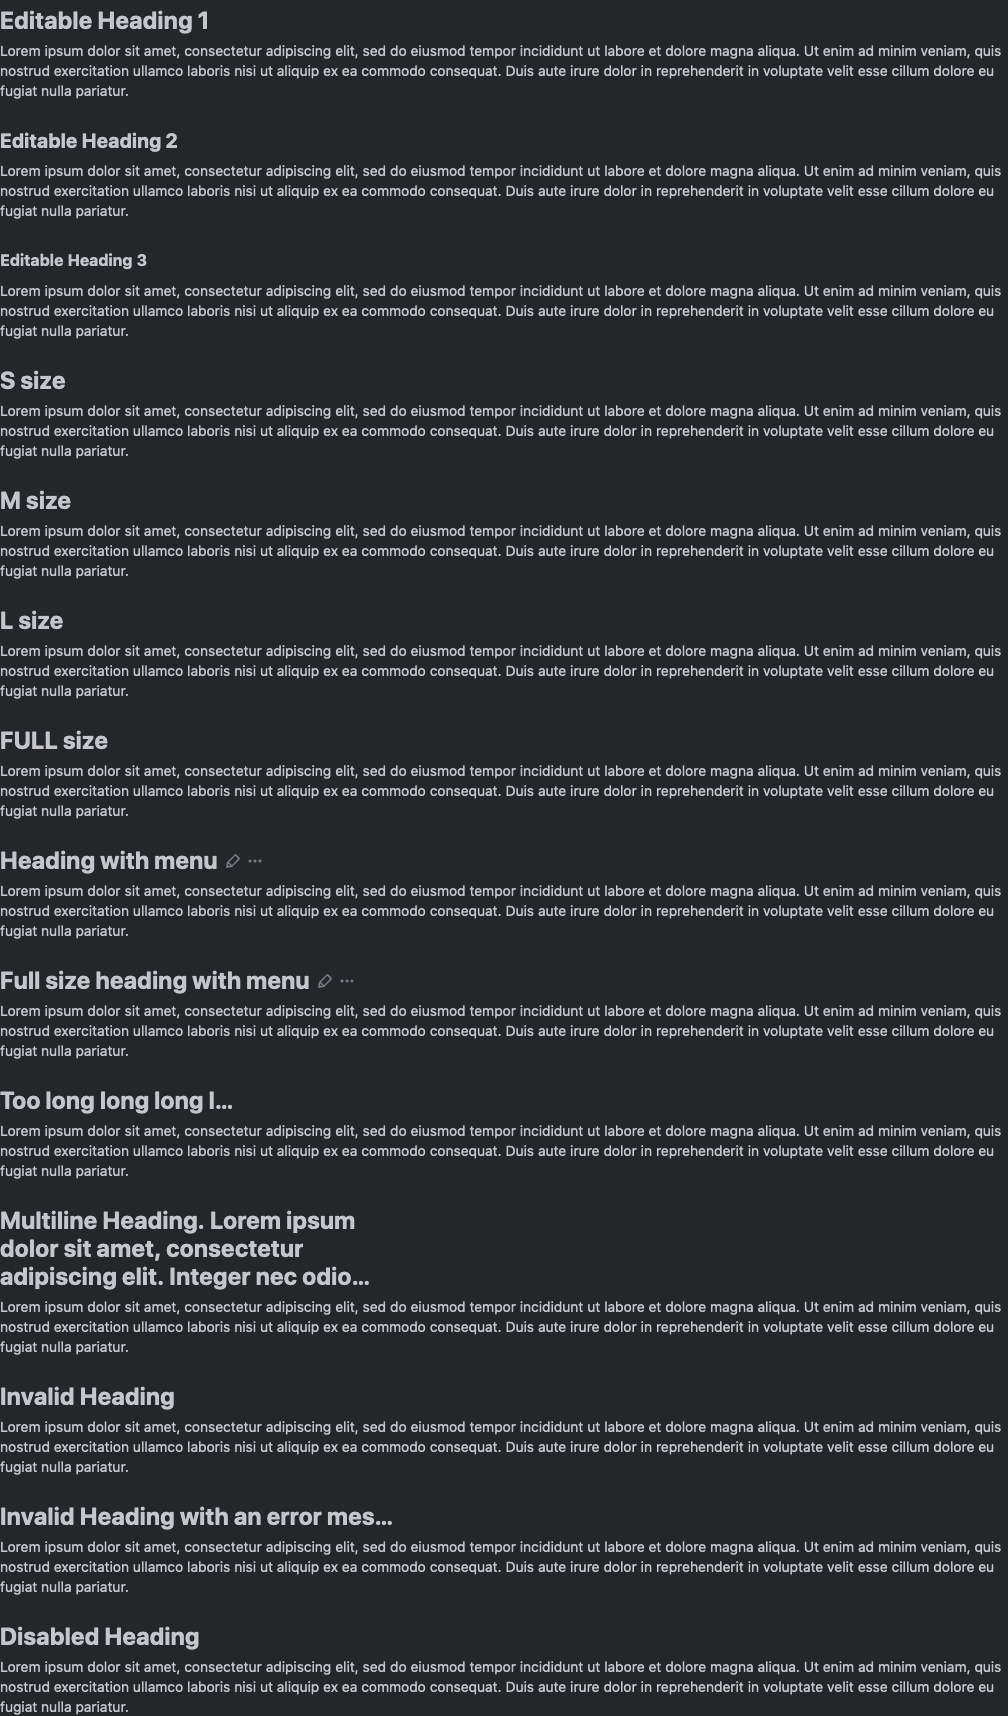 Editable Heading 1
Lorem ipsum dolor sit amet, consectetur adipiscing elit, sed do eiusmod tempor incididunt ut labore et dolore magna aliqua. Ut enim ad minim veniam, quis
nostrud exercitation ullamco laboris nisi ut aliquip ex ea commodo consequat. Duis aute irure dolor in reprehenderit in voluptate velit esse cillum dolore eu
fugiat nulla pariatur.
Editable Heading 2
Lorem ipsum dolor sit amet, consectetur adipiscing elit, sed do eiusmod tempor incididunt ut labore et dolore magna aliqua. Ut enim ad minim veniam, quis
nostrud exercitation ullamco laboris nisi ut aliquip ex ea commodo consequat. Duis aute irure dolor in reprehenderit in voluptate velit esse cillum dolore eu
fugiat nulla pariatur.
Editable Heading 3
Lorem ipsum dolor sit amet, consectetur adipiscing elit, sed do eiusmod tempor incididunt ut labore et dolore magna aliqua. Ut enim ad minim veniam, quis
nostrud exercitation ullamco laboris nisi ut aliquip ex ea commodo consequat. Duis aute irure dolor in reprehenderit in voluptate velit esse cillum dolore eu
fugiat nulla pariatur.
S size
Lorem ipsum dolor sit amet, consectetur adipiscing elit, sed do eiusmod tempor incididunt ut labore et dolore magna aliqua. Ut enim ad minim veniam, quis
nostrud exercitation ullamco laboris nisi ut aliquip ex ea commodo consequat. Duis aute irure dolor in reprehenderit in voluptate velit esse cillum dolore eu
fugiat nulla pariatur.
M size
Lorem ipsum dolor sit amet, consectetur adipiscing elit, sed do eiusmod tempor incididunt ut labore et dolore magna aliqua. Ut enim ad minim veniam, quis
nostrud exercitation ullamco laboris nisi ut aliquip ex ea commodo consequat. Duis aute irure dolor in reprehenderit in voluptate velit esse cillum dolore eu
fugiat nulla pariatur.
L size
Lorem ipsum dolor sit amet, consectetur adipiscing elit, sed do eiusmod tempor incididunt ut labore et dolore magna aliqua. Ut enim ad minim veniam, quis
nostrud exercitation ullamco laboris nisi ut aliquip ex ea commodo consequat. Duis aute irure dolor in reprehenderit in voluptate velit esse cillum dolore eu
fugiat nulla pariatur.
FULL size
Lorem ipsum dolor sit amet, consectetur adipiscing elit, sed do eiusmod tempor incididunt ut labore et dolore magna aliqua. Ut enim ad minim veniam, quis
nostrud exercitation ullamco laboris nisi ut aliquip ex ea commodo consequat. Duis aute irure dolor in reprehenderit in voluptate velit esse cillum dolore eu
fugiat nulla pariatur.
Heading with menu
Lorem ipsum dolor sit amet, consectetur adipiscing elit, sed do eiusmod tempor incididunt ut labore et dolore magna aliqua. Ut enim ad minim veniam, quis
nostrud exercitation ullamco laboris nisi ut aliquip ex ea commodo consequat. Duis aute irure dolor in reprehenderit in voluptate velit esse cillum dolore eu
fugiat nulla pariatur.
Full size heading with menu
Lorem ipsum dolor sit amet, consectetur adipiscing elit, sed do eiusmod tempor incididunt ut labore et dolore magna aliqua. Ut enim ad minim veniam, quis
nostrud exercitation ullamco laboris nisi ut aliquip ex ea commodo consequat. Duis aute irure dolor in reprehenderit in voluptate velit esse cillum dolore eu
fugiat nulla pariatur.
Too long long long l…
Lorem ipsum dolor sit amet, consectetur adipiscing elit, sed do eiusmod tempor incididunt ut labore et dolore magna aliqua. Ut enim ad minim veniam, quis
nostrud exercitation ullamco laboris nisi ut aliquip ex ea commodo consequat. Duis aute irure dolor in reprehenderit in voluptate velit esse cillum dolore eu
fugiat nulla pariatur.
Multiline Heading. Lorem ipsum
dolor sit amet, consectetur
adipiscing elit. Integer nec odio…
Lorem ipsum dolor sit amet, consectetur adipiscing elit, sed do eiusmod tempor incididunt ut labore et dolore magna aliqua. Ut enim ad minim veniam, quis
nostrud exercitation ullamco laboris nisi ut aliquip ex ea commodo consequat. Duis aute irure dolor in reprehenderit in voluptate velit esse cillum dolore eu
fugiat nulla pariatur.
Invalid Heading
Lorem ipsum dolor sit amet, consectetur adipiscing elit, sed do eiusmod tempor incididunt ut labore et dolore magna aliqua. Ut enim ad minim veniam, quis
nostrud exercitation ullamco laboris nisi ut aliquip ex ea commodo consequat. Duis aute irure dolor in reprehenderit in voluptate velit esse cillum dolore eu
fugiat nulla pariatur.
Invalid Heading with an error mes…
Lorem ipsum dolor sit amet, consectetur adipiscing elit, sed do eiusmod tempor incididunt ut labore et dolore magna aliqua. Ut enim ad minim veniam, quis
nostrud exercitation ullamco laboris nisi ut aliquip ex ea commodo consequat. Duis aute irure dolor in reprehenderit in voluptate velit esse cillum dolore eu
fugiat nulla pariatur.
Disabled Heading
Lorem ipsum dolor sit amet, consectetur adipiscing elit, sed do eiusmod tempor incididunt ut labore et dolore magna aliqua. Ut enim ad minim veniam, quis
nostrud exercitation ullamco laboris nisi ut aliquip ex ea commodo consequat. Duis aute irure dolor in reprehenderit in voluptate velit esse cillum dolore eu
fugiat nulla pariatur.